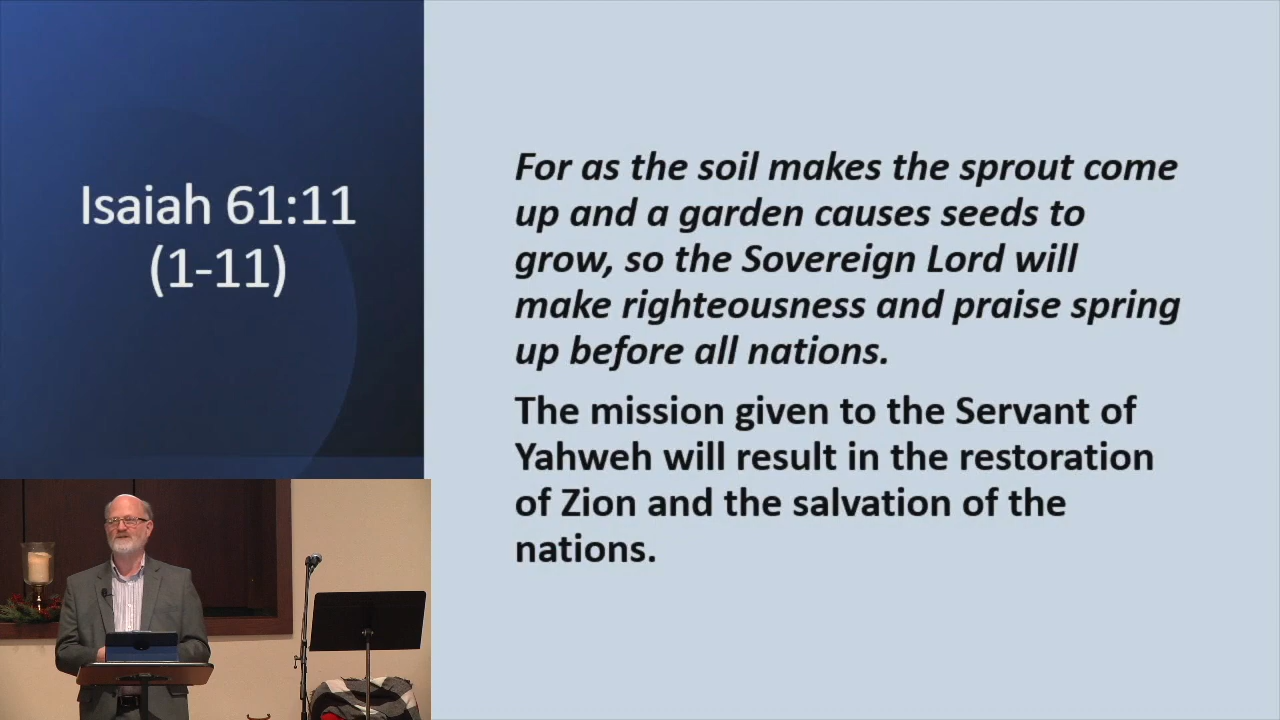 Isaiah 61:11
(1-11)
For as the soil makes the sprout come
up and a garden causes seeds to
grow, so the Sovereign Lord will
make righteousness and praise spring
up before all nations.
The mission given to the Servant of
Yahweh will result in the restoration
of Zion and the salvation of the
nations.